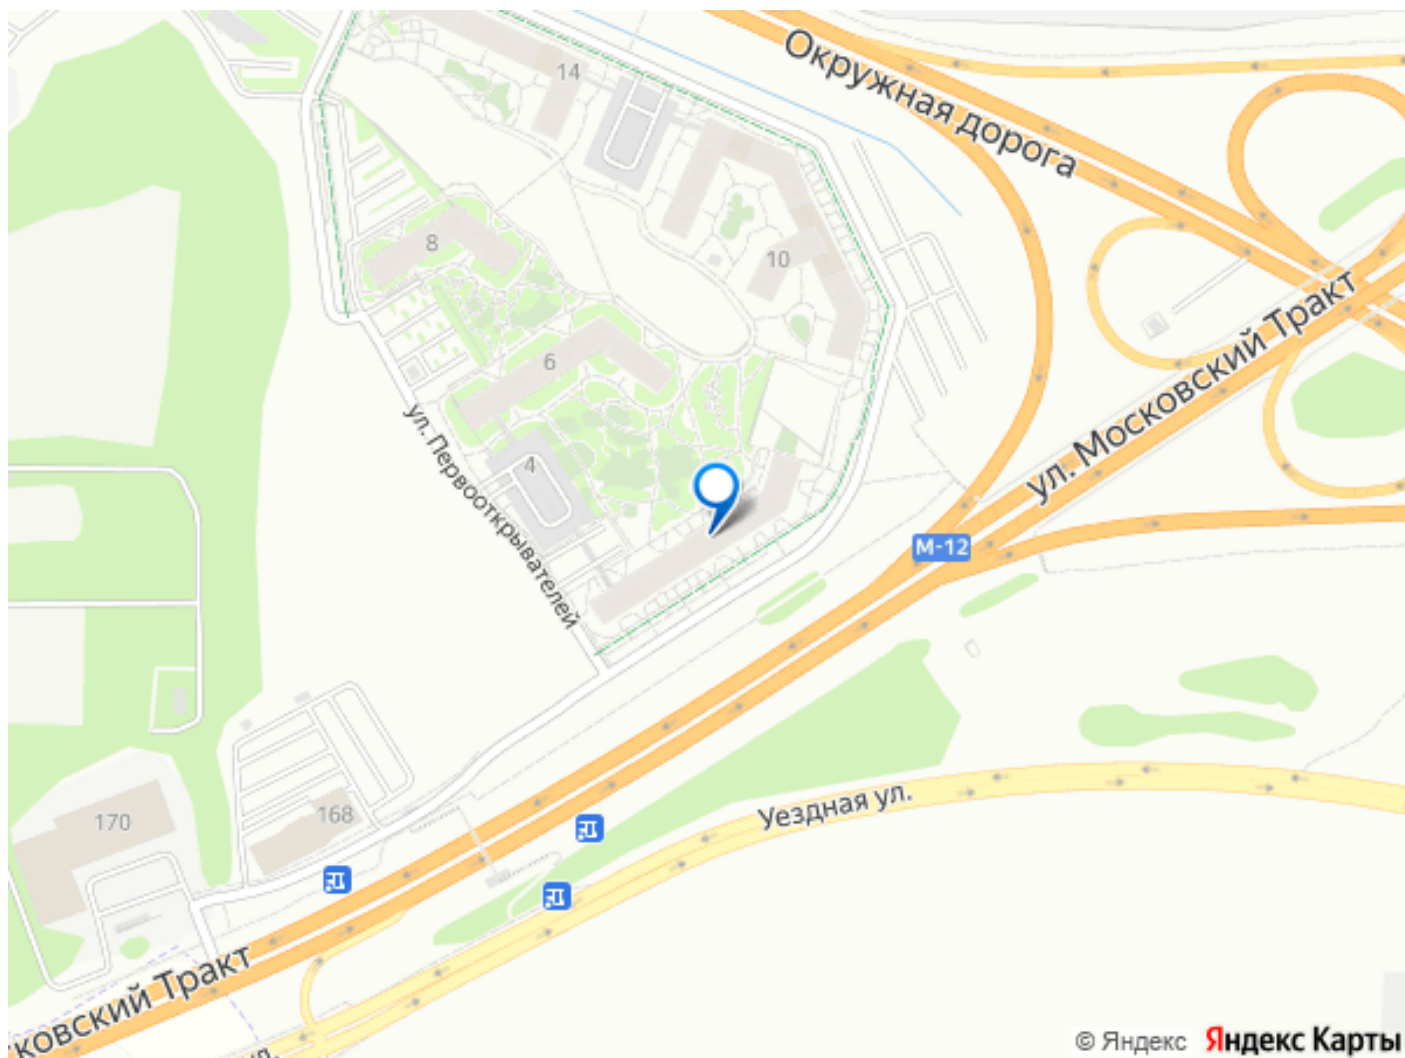 14
Окружная дорога
8
10
ул. Московский Тракт
6
ул. Первооткрывателей
4
М-12
170
168
Уездная ул.
ковский Тракт
ул.
© Яндекс Яндекс Карты